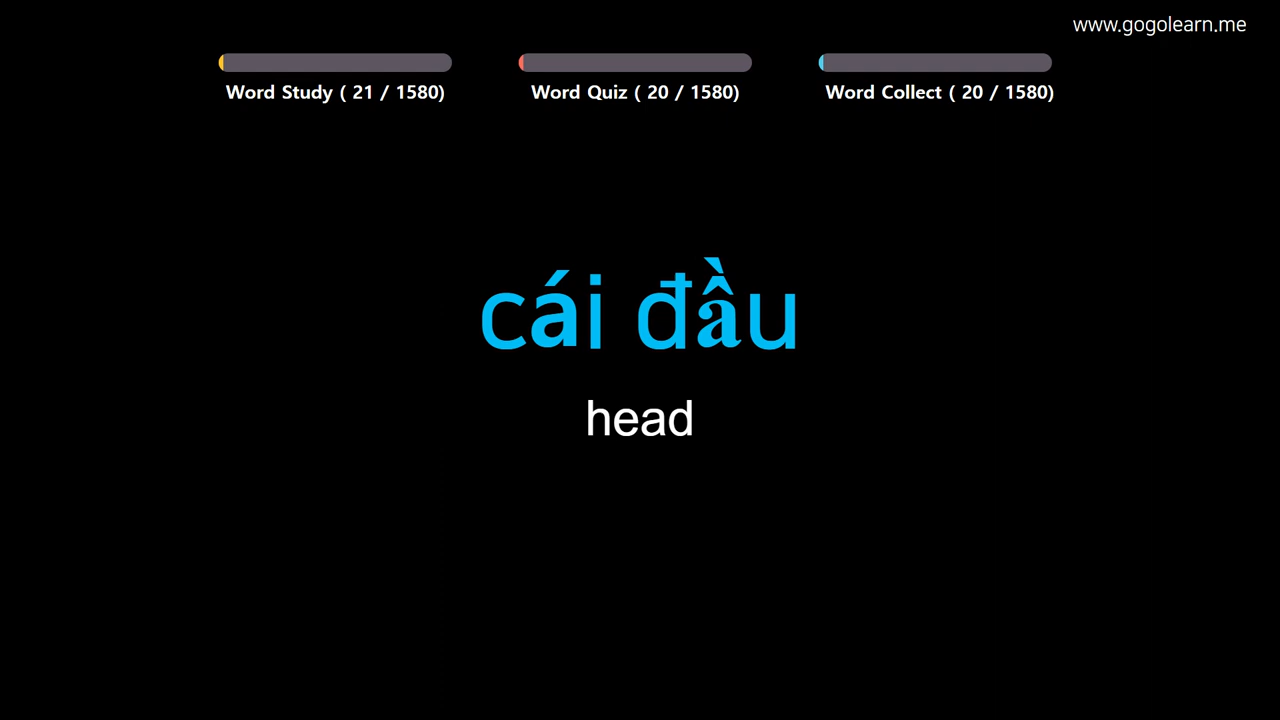 www.gogolearn.me
Word Study ( 21 / 1580)
Word Quiz ( 20 / 1580)
Word Collect ( 20 / 1580)
cái đầu
head